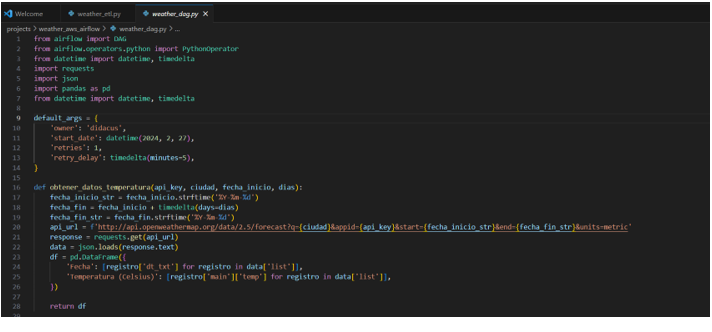 Welcome
weather_etl.py
weather_dag.py ×
projects > weather_aws_airflow > weather_dag.py > ...
1 from airflow import DAG
2 from airflow.operators.python import PythonOperator
3 from datetime import datetime, timedelta
4 import requests
5 import json
6 import pandas as pd
7 from datetime import datetime, timedelta
8
9 default_args = {
10     'owner': 'didacus',
11     'start_date': datetime(2024, 2, 27),
12     'retries': 1,
13     'retry_delay': timedelta(minutes=5),
14 }
15
16 def obtener_datos_temperatura(api_key, ciudad, fecha_inicio, dias):
17     fecha_inicio_str = fecha_inicio.strftime('%Y-%m-%d')
18     fecha_fin = fecha_inicio + timedelta(days=dias)
19     fecha_fin_str = fecha_fin.strftime('%Y-%m-%d')
20     api_url = f'http://api.openweathermap.org/data/2.5/forecast?q={ciudad}&appid={api_key}&start={fecha_inicio_str}&end={fecha_fin_str}&units=metric'
21     response = requests.get(api_url)
22     data = json.loads(response.text)
23     df = pd.DataFrame({
24         'Fecha': [registro['dt_txt'] for registro in data['list']],
25         'Temperatura (Celsius)': [registro['main']['temp'] for registro in data['list']],
26     })
27
28     return df